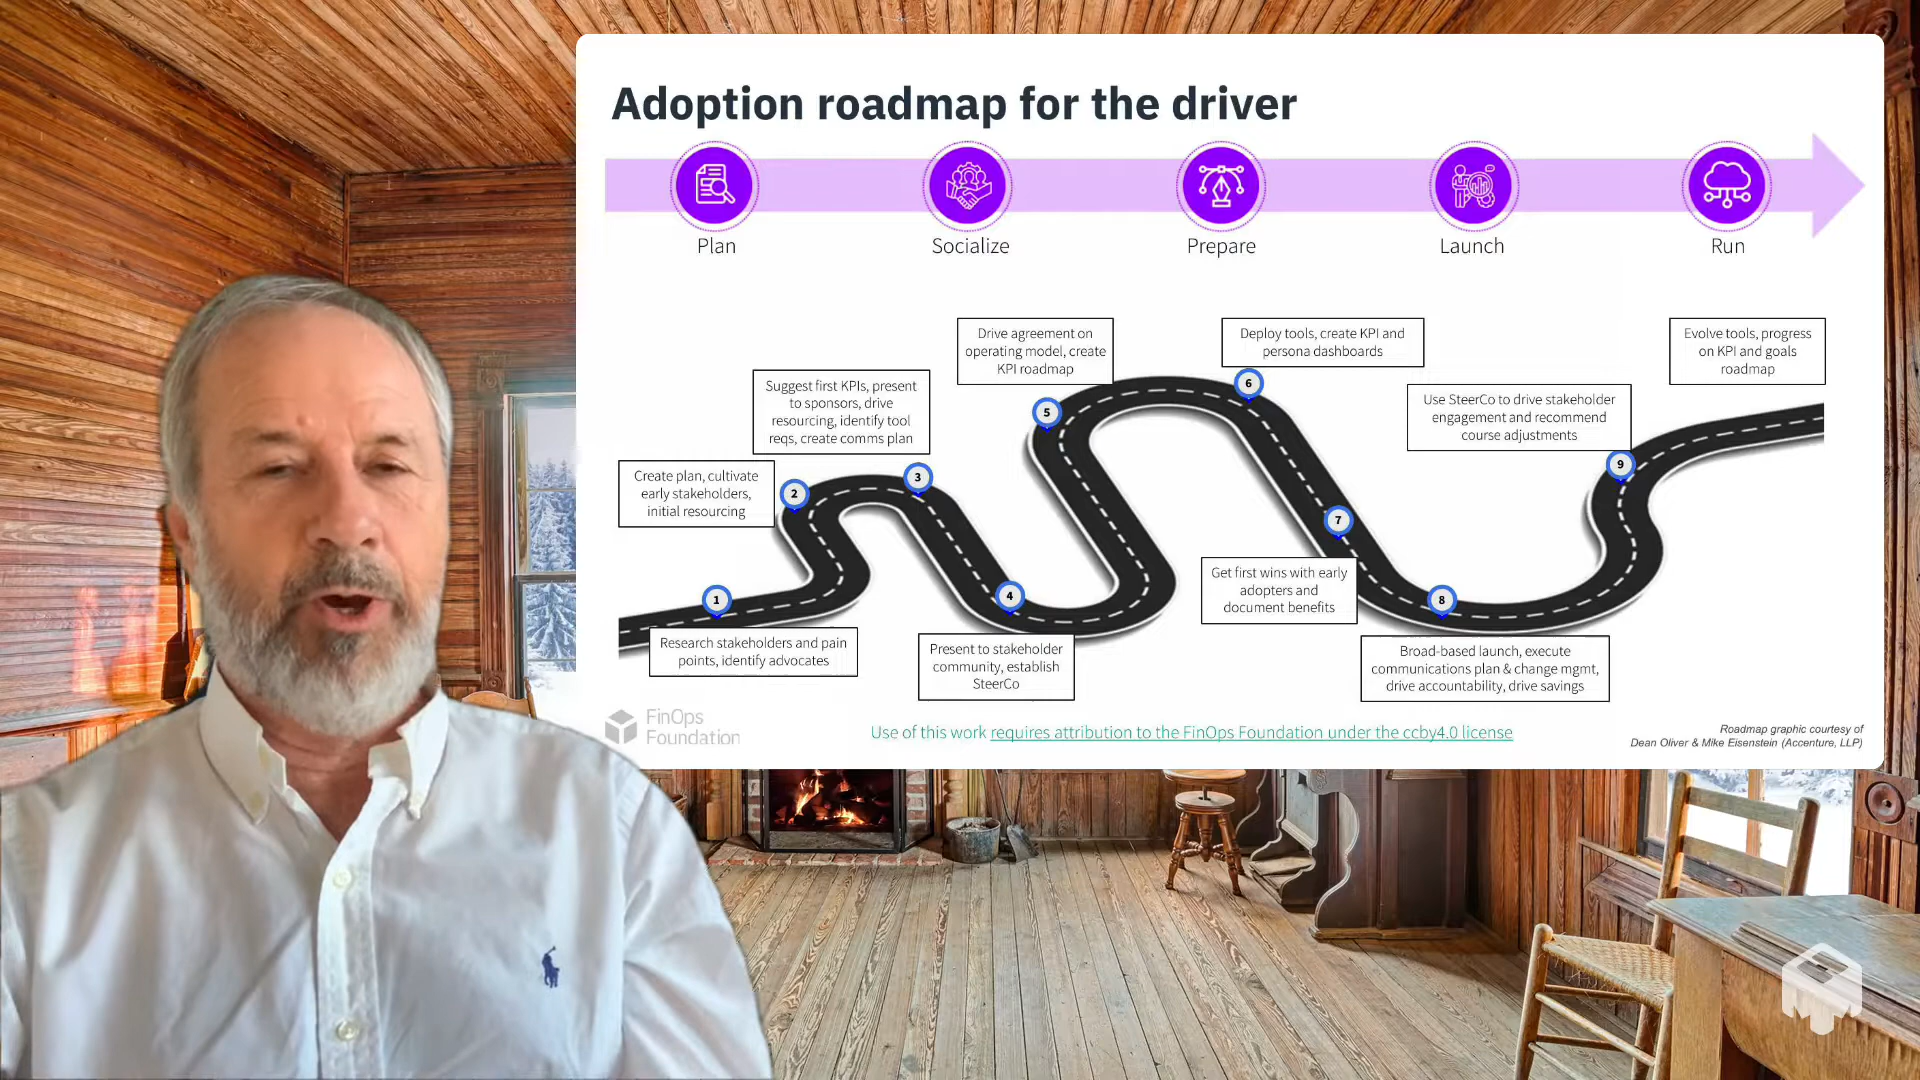 Adoption roadmap for the driver
Plan
Socialize
Prepare
Launch
Run
Drive agreement on
operating model, create
KPI roadmap
Deploy tools, create KPI and
persona dashboards
Evolve tools, progress
on KPI and goals
roadmap
Suggest first KPIs, present
to sponsors, drive
resourcing, identify tool
reqs, create comms plan
Use SteerCo to drive stakeholder
engagement and recommend
course adjustments
Create plan, cultivate
early stakeholders,
initial resourcing
1
2
3
4
5
6
7
8
9
Get first wins with early
adopters and
document benefits
Research stakeholders and pain
points, identify advocates
Present to stakeholder
community, establish
SteerCo
Broad-based launch, execute
communications plan & change mgmt,
drive accountability, drive savings
FinOps
Foundation
Use of this work requires attribution to the FinOps Foundation under the ccby4.0 license
Roadmap graphic courtesy of
Dean Oliver & Mike Eisenstein (Accenture, LLP)